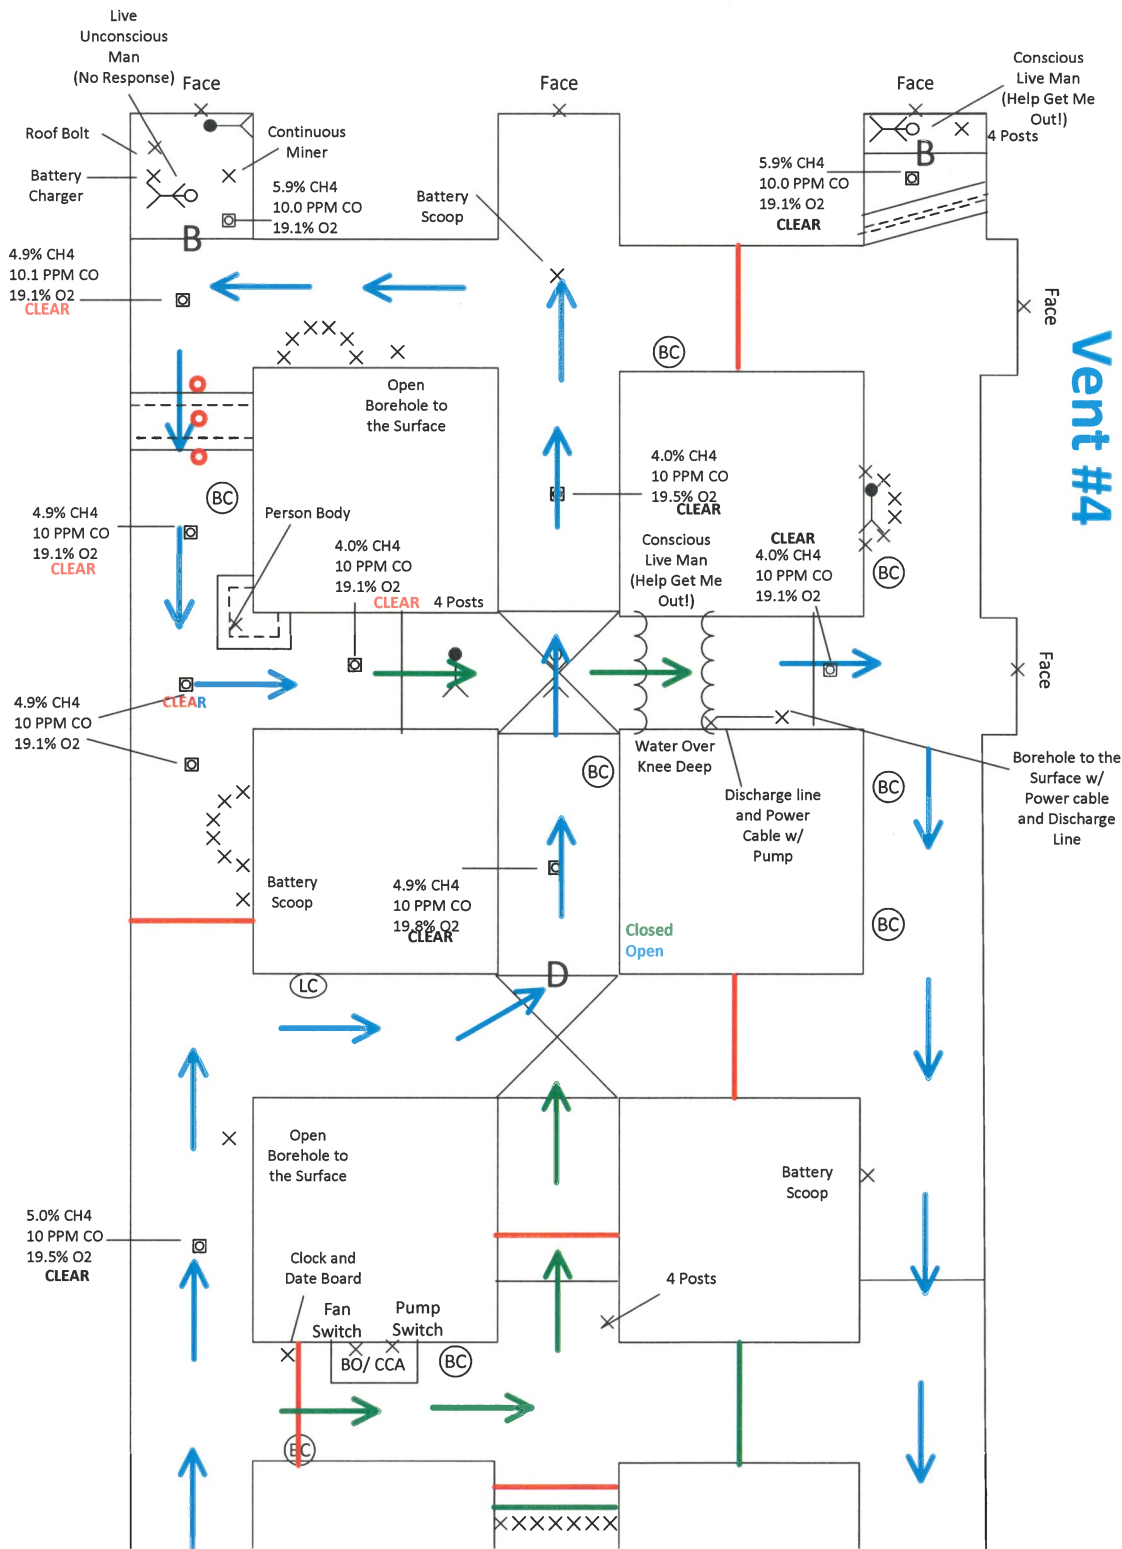 Live
Unconscious
Man
(No Response)
Face
Face
Face
Conscious
Live Man
(Help Get Me
Out!)
Roof Bolt
Continuous
Miner
4 Posts
B
Battery
Charger
5.9% CH4
10.0 PPM CO
19.1% O2
Battery
Scoop
5.9% CH4
10.0 PPM CO
19.1% O2
CLEAR
B
4.9% CH4
10.1 PPM CO
19.1% O2
CLEAR
Face
Vent #4
BC
Open
Borehole to
the Surface
4.0% CH4
10 PPM CO
19.5% O2
CLEAR
BC
4.9% CH4
10 PPM CO
19.1% O2
CLEAR
Person Body
4.0% CH4
10 PPM CO
19.1% O2
CLEAR
4 Posts
Conscious
Live Man
(Help Get Me
Out!)
CLEAR
4.0% CH4
10 PPM CO
19.1% O2
BC
Face
4.9% CH4
10 PPM CO
19.1% O2
CLEAR
Water Over
Knee Deep
BC
BC
Discharge line
and Power
Cable w/
Pump
Borehole to the
Surface w/
Power cable
and Discharge
Line
Battery
Scoop
4.9% CH4
10 PPM CO
19.8% O2
CLEAR
Closed
Open
BC
D
LC
Open
Borehole to
the Surface
Battery
Scoop
5.0% CH4
10 PPM CO
19.5% O2
CLEAR
Clock and
Date Board
4 Posts
Fan
Switch
Pump
Switch
BO/ CCA
BC
BC